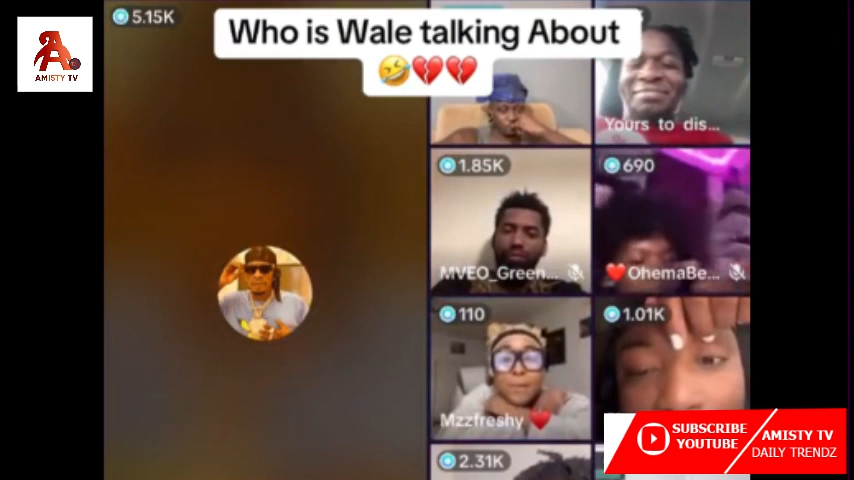 5.15K
Who is Wale talking About
🤣💔💔
AMISTY TV
Yours to dis...
1.85K
690
MVEO_Green...
❤️OhemaBe...
110
1.01K
Mzzfreshy ❤️
2.31K
SUBSCRIBE
YOUTUBE
AMISTY TV
DAILY TRENDZ